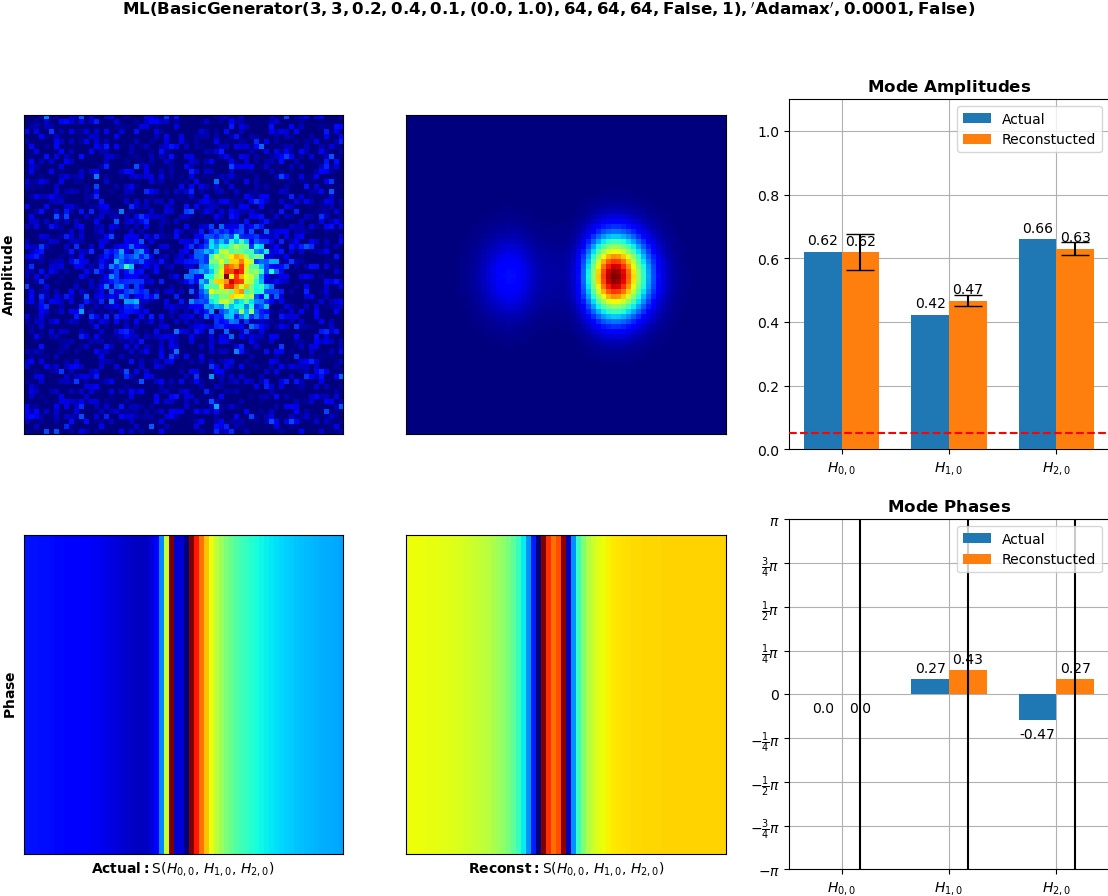 ML(BasicGenerator(3, 3, 0.2, 0.4, 0.1, (0.0, 1.0), 64, 64, 64, False, 1), ′Adamax′, 0.0001, False)
Amplitude
Mode Amplitudes
Actual
Reconstucted
1.0
0.8
0.6
0.4
0.2
0.0
0.62
0.62
0.42
0.47
0.66
0.63
H0,0
H1,0
H2,0
Phase
Actual: S(H0,0, H1,0, H2,0)
Reconst: S(H0,0, H1,0, H2,0)
Mode Phases
Actual
Reconstucted
π
3/4π
1/2π
1/4π
0
−1/4π
−1/2π
−3/4π
−π
0.0
0.0
0.27
0.43
-0.47
0.27
H0,0
H1,0
H2,0